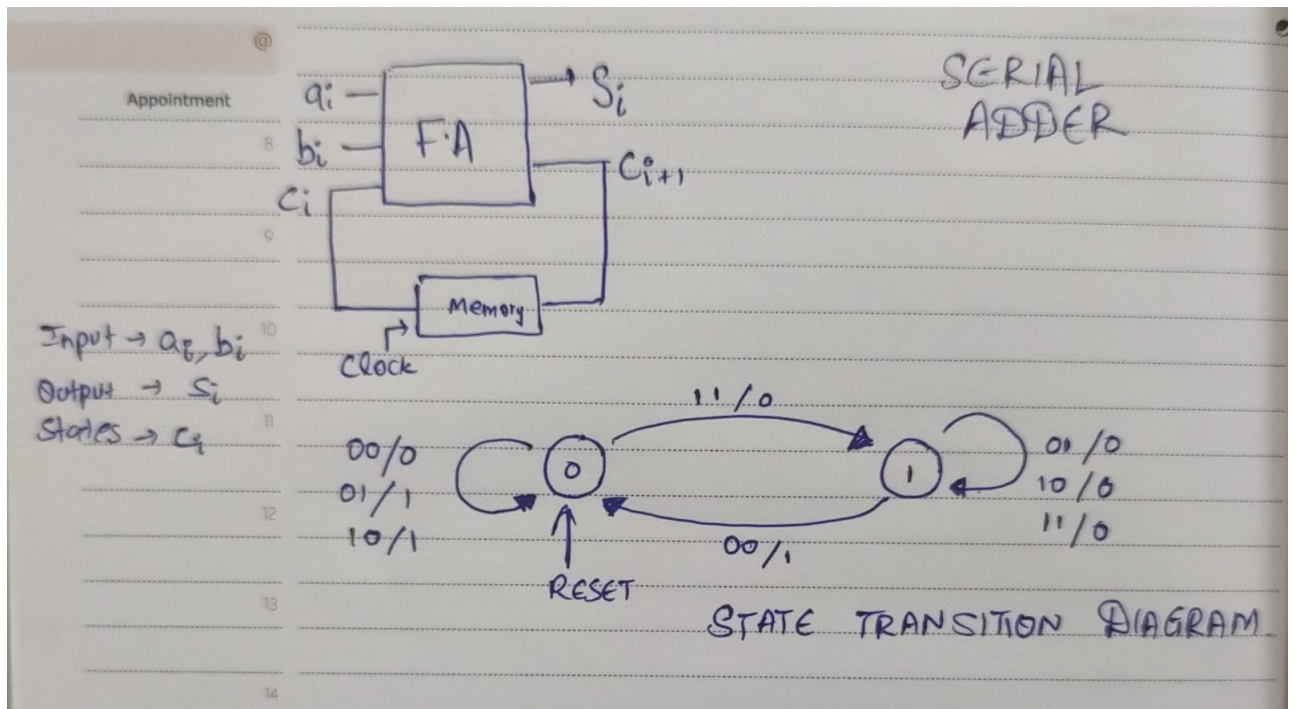 @
Appointment
SERIAL
ADDER
ai
bi
Ci
F.A
Si
Ci+1
8
9
Memory
Clock
10
Input → ai, bi
Output → Si
States → Ci
11
11/0
00/0
01/1
10/1
0
1
01/0
10/0
11/0
00/1
12
RESET
13
STATE TRANSITION DIAGRAM
14